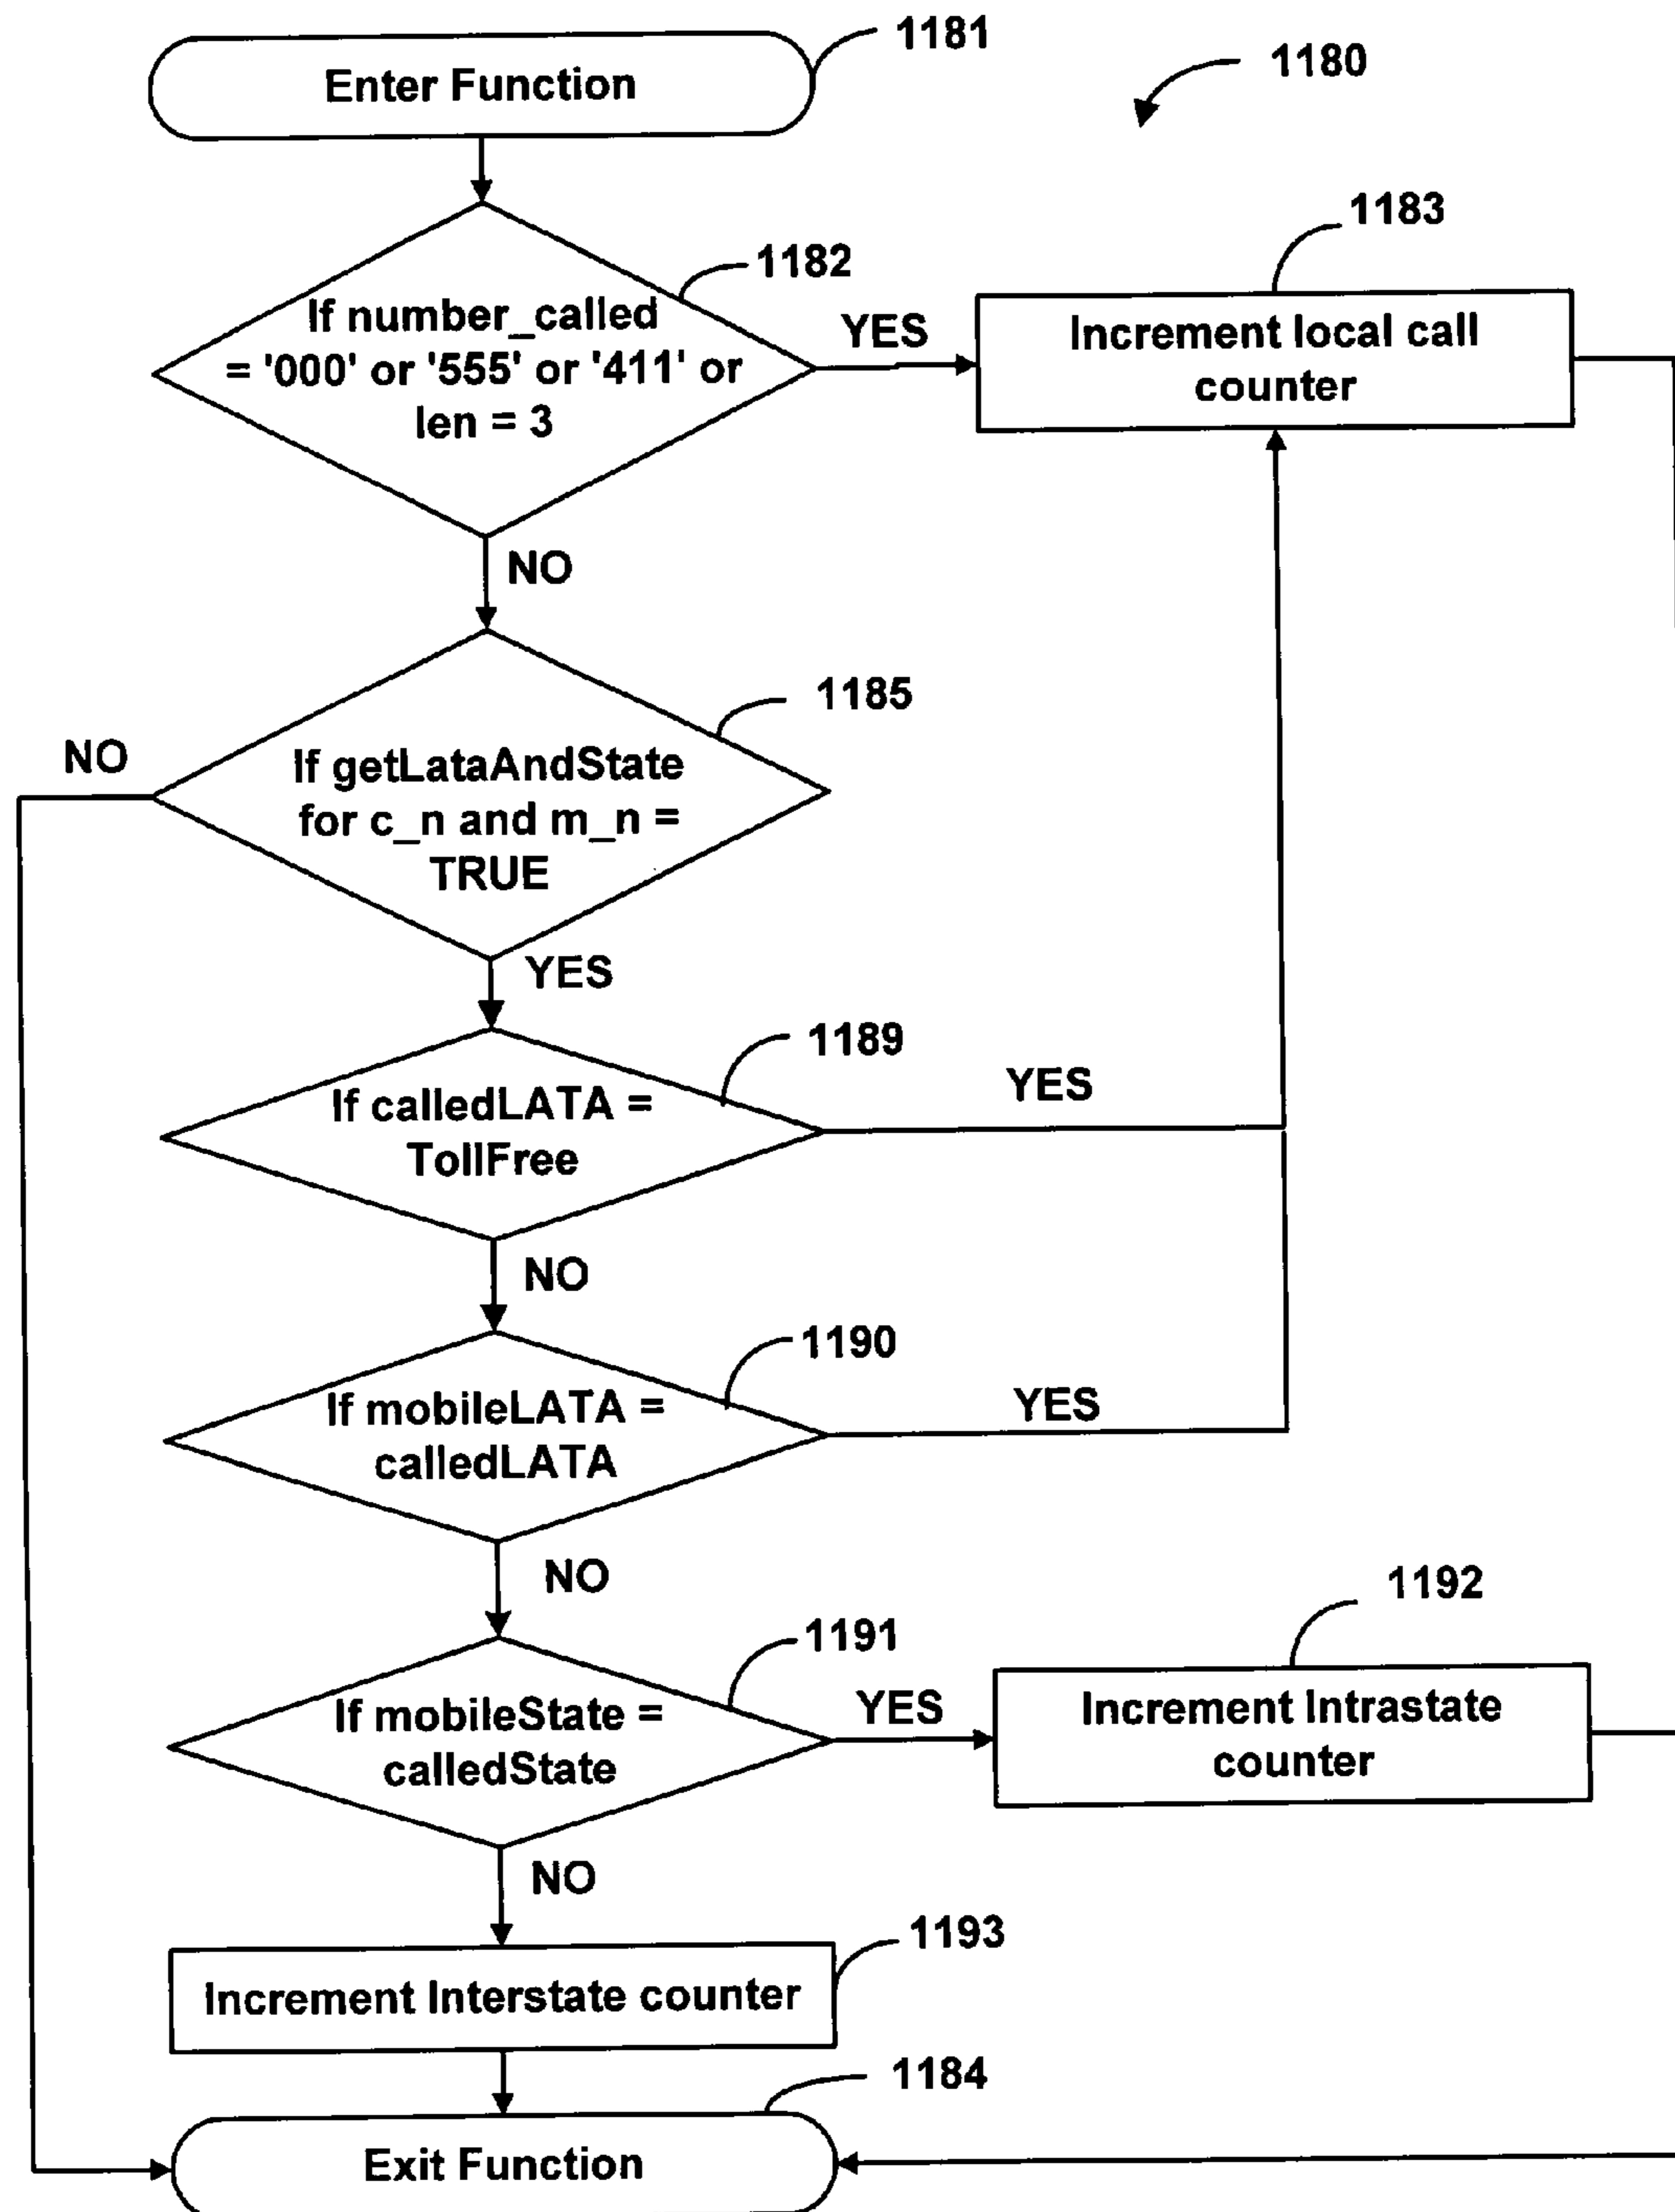 1181
Enter Function
1180
1183
1182
If number_called
= '000' or '555' or '411' or
len = 3
YES
Increment local call
counter
NO
1185
NO
If getLataAndState
for c_n and m_n =
TRUE
YES
1189
If calledLATA =
TollFree
YES
NO
1190
If mobileLATA =
calledLATA
YES
NO
1192
1191
If mobileState =
calledState
YES
Increment Intrastate
counter
NO
1193
Increment Interstate counter
1184
Exit Function